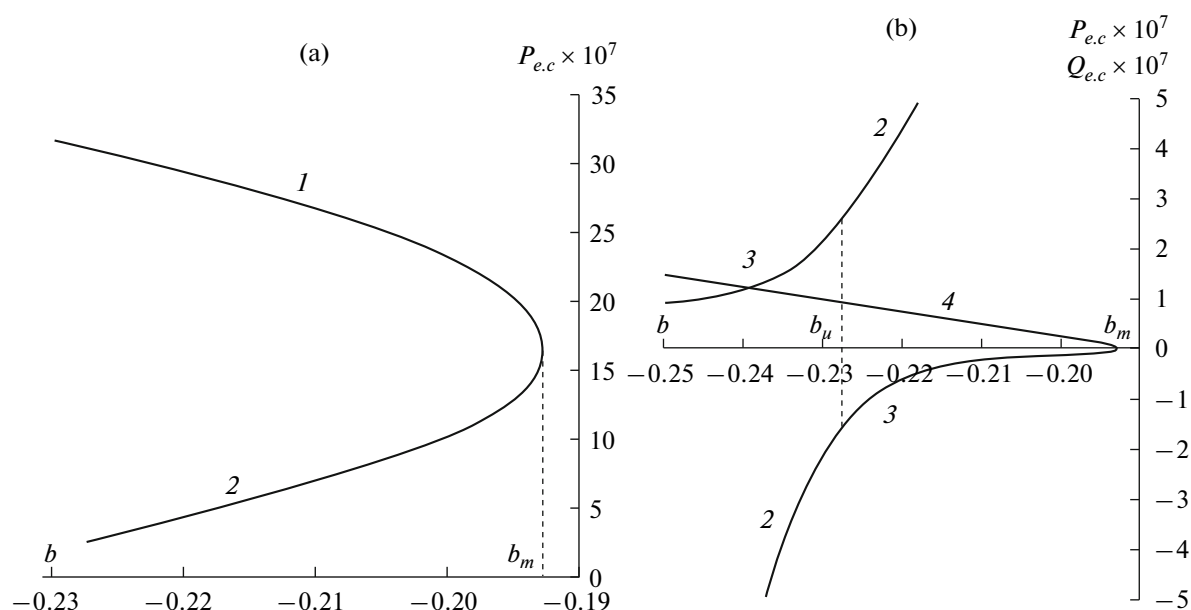 (a)
P_{e.c} × 10^7
35
30
25
20
15
10
5
0
1
2
b
b_m
−0.23 −0.22 −0.21 −0.20 −0.19
(b)
P_{e.c} × 10^7
Q_{e.c} × 10^7
5
4
3
2
1
0
−1
−2
−3
−4
−5
2
3
4
b
b_u
b_m
−0.25 −0.24 −0.23 −0.22 −0.21 −0.20
3
2